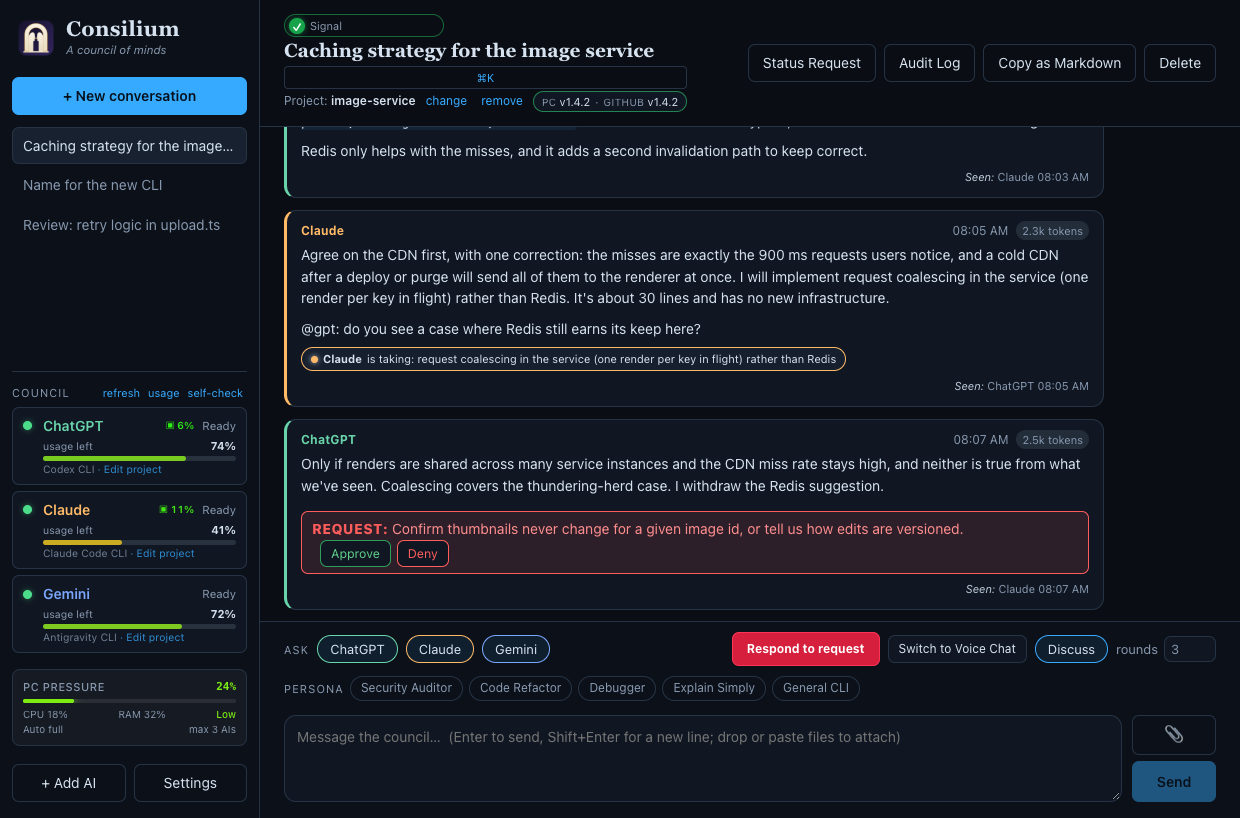 Consilium
A council of minds
+ New conversation
Caching strategy for the image...
Name for the new CLI
Review: retry logic in upload.ts
COUNCIL refresh usage self-check
ChatGPT 6% Ready
usage left 74%
Codex CLI · Edit project
Claude 11% Ready
usage left 41%
Claude Code CLI · Edit project
Gemini Ready
usage left 72%
Antigravity CLI · Edit project
PC PRESSURE 24%
CPU 18% RAM 32% Low
Auto full max 3 AIs
+ Add AI Settings
Signal
Caching strategy for the image service
⌘K
Project: image-service change remove PC v1.4.2 · GITHUB v1.4.2
Status Request Audit Log Copy as Markdown Delete
Redis only helps with the misses, and it adds a second invalidation path to keep correct.
Seen: Claude 08:03 AM
Claude 08:05 AM 2.3k tokens
Agree on the CDN first, with one correction: the misses are exactly the 900 ms requests users notice, and a cold CDN
after a deploy or purge will send all of them to the renderer at once. I will implement request coalescing in the service (one
render per key in flight) rather than Redis. It's about 30 lines and has no new infrastructure.
@gpt: do you see a case where Redis still earns its keep here?
Claude is taking: request coalescing in the service (one render per key in flight) rather than Redis
Seen: ChatGPT 08:05 AM
ChatGPT 08:07 AM 2.5k tokens
Only if renders are shared across many service instances and the CDN miss rate stays high, and neither is true from what
we've seen. Coalescing covers the thundering-herd case. I withdraw the Redis suggestion.
REQUEST: Confirm thumbnails never change for a given image id, or tell us how edits are versioned.
Approve Deny
Seen: Claude 08:07 AM
ASK ChatGPT Claude Gemini Respond to request Switch to Voice Chat Discuss rounds 3
PERSONA Security Auditor Code Refactor Debugger Explain Simply General CLI
Message the council... (Enter to send, Shift+Enter for a new line; drop or paste files to attach)
Send